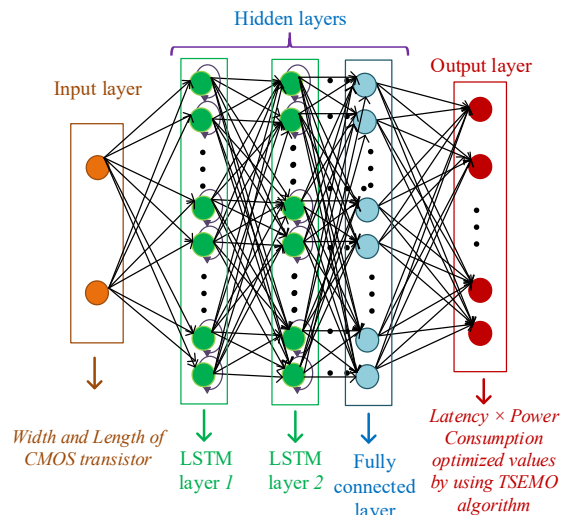 Hidden layers
Input layer
Output layer
Width and Length of
CMOS transistor
LSTM
layer 1
LSTM
layer 2
Fully
connected
layer
Latency × Power
Consumption
optimized values
by using TSEMO
algorithm